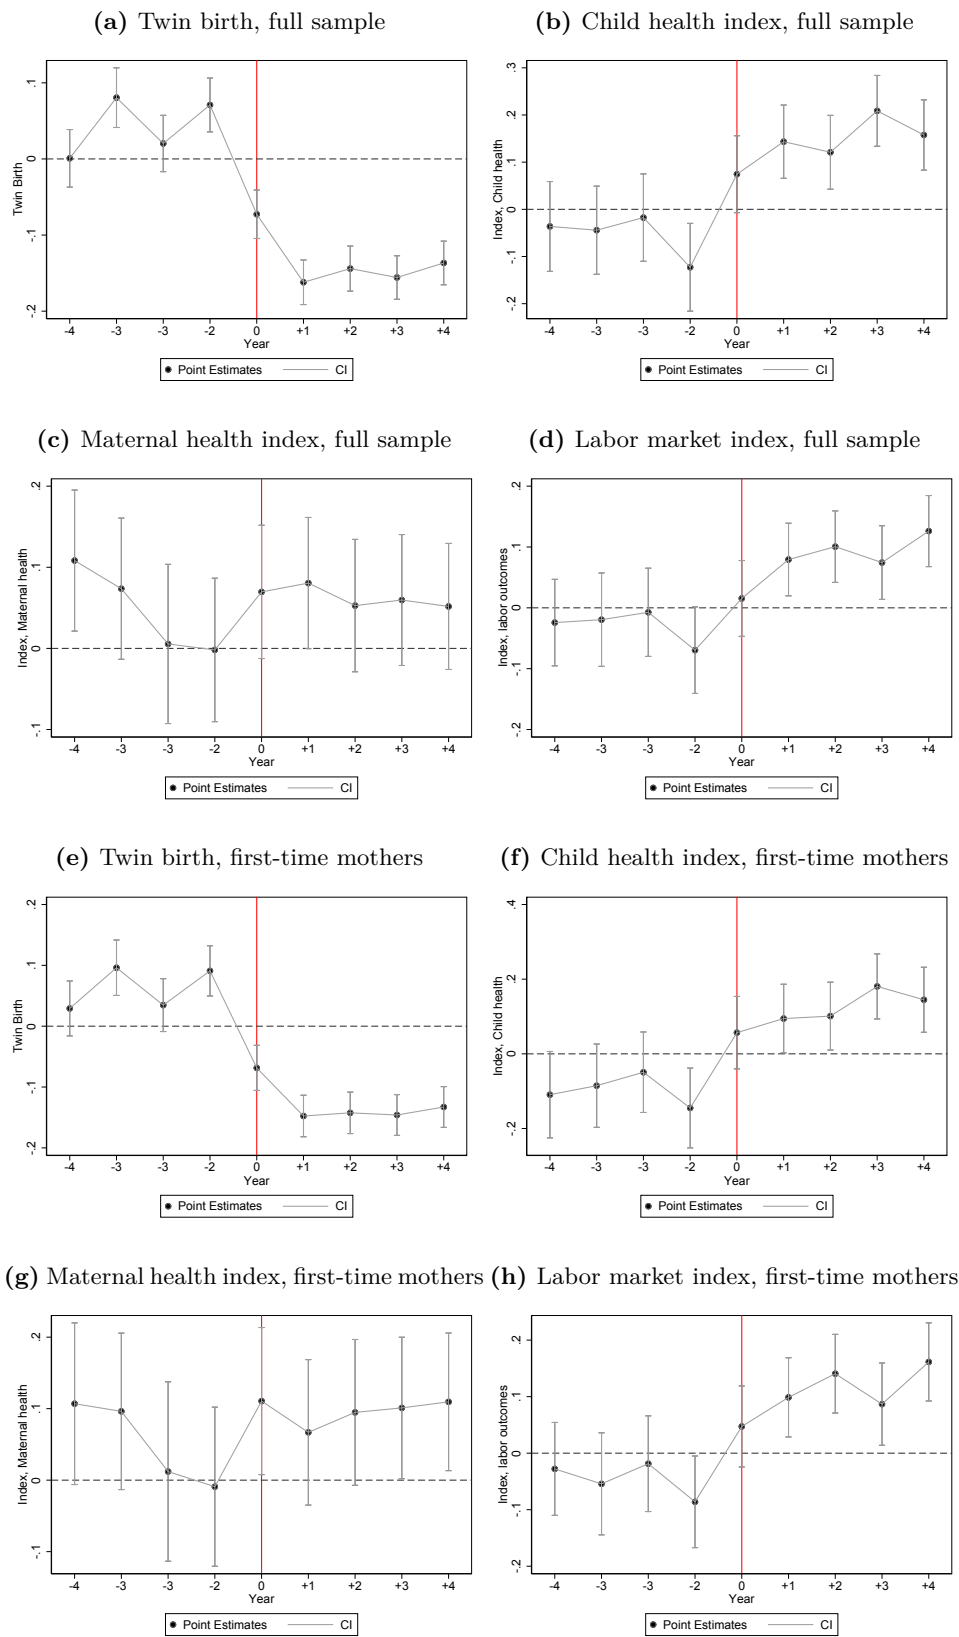 (a) Twin birth, full sample
Twin Birth
.1
0
-.1
-.2
-4 -3 -3 -2 0 +1 +2 +3 +4
Year
Point Estimates CI
(b) Child health index, full sample
Index, Child health
.3
.2
.1
0
-.1
-.2
-4 -3 -3 -2 0 +1 +2 +3 +4
Year
Point Estimates CI
(c) Maternal health index, full sample
Index, Maternal health
.2
.1
0
-.1
-4 -3 -3 -2 0 +1 +2 +3 +4
Year
Point Estimates CI
(d) Labor market index, full sample
Index, labor outcomes
.2
.1
0
-.1
-.2
-4 -3 -3 -2 0 +1 +2 +3 +4
Year
Point Estimates CI
(e) Twin birth, first-time mothers
Twin Birth
.2
.1
0
-.1
-.2
-4 -3 -3 -2 0 +1 +2 +3 +4
Year
Point Estimates CI
(f) Child health index, first-time mothers
Index, Child health
.4
.2
0
-.2
-4 -3 -3 -2 0 +1 +2 +3 +4
Year
Point Estimates CI
(g) Maternal health index, first-time mothers
Index, Maternal health
.2
.1
0
-.1
-4 -3 -3 -2 0 +1 +2 +3 +4
Year
Point Estimates CI
(h) Labor market index, first-time mothers
Index, labor outcomes
.2
.1
0
-.1
-.2
-4 -3 -3 -2 0 +1 +2 +3 +4
Year
Point Estimates CI